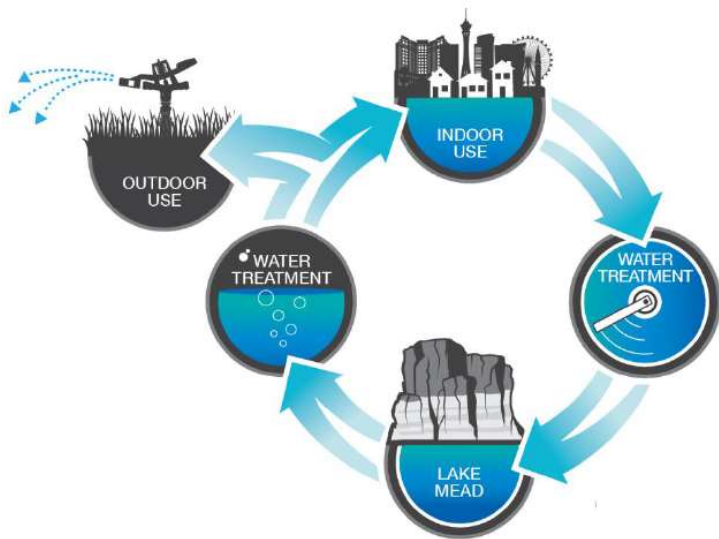 INDOOR
USE
OUTDOOR
USE
WATER
TREATMENT
WATER
TREATMENT
LAKE
MEAD